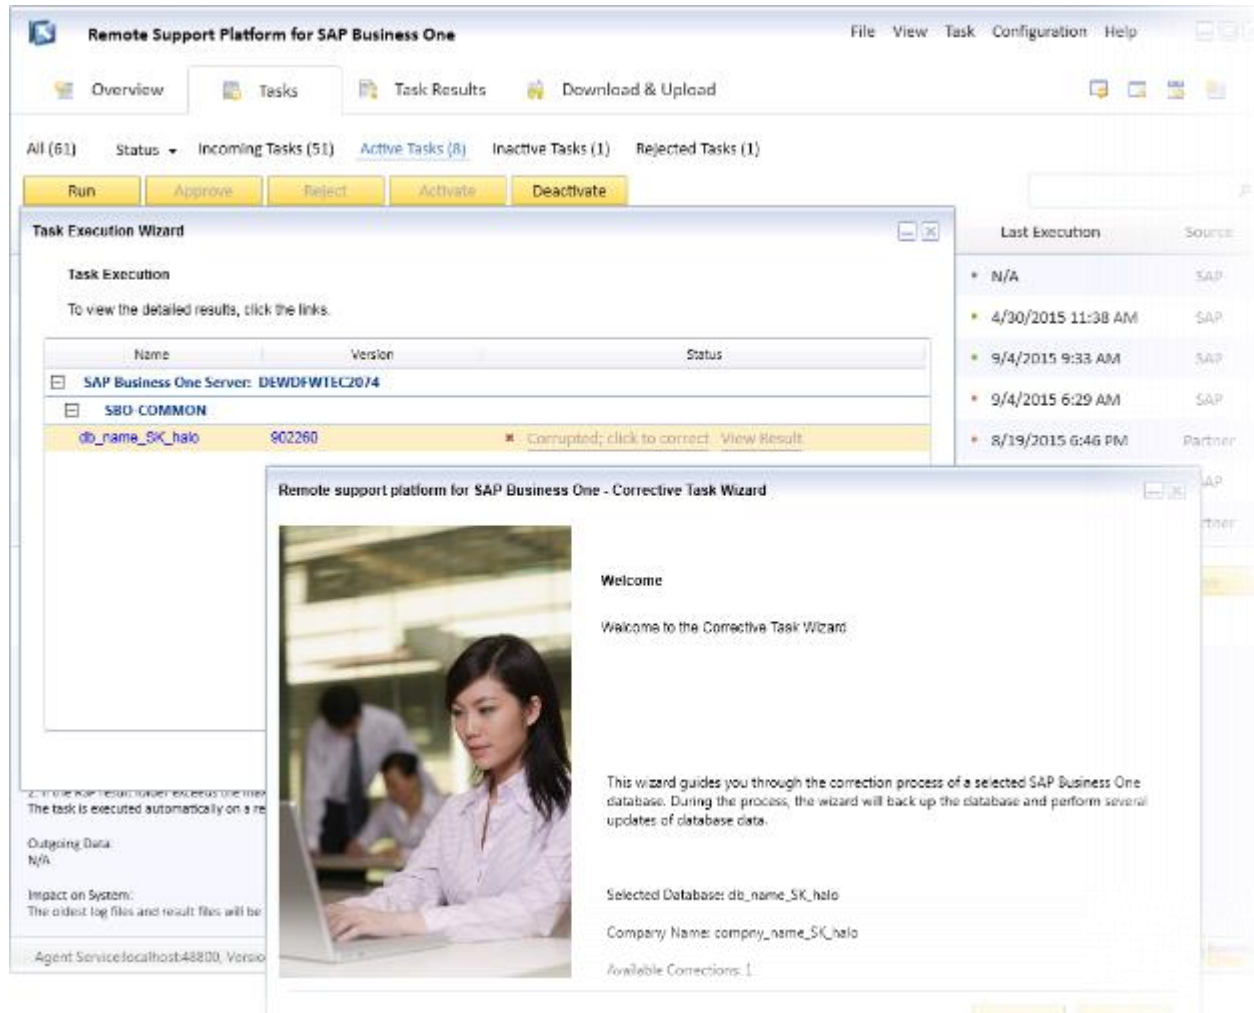 Remote Support Platform for SAP Business One
File View Task Configuration Help
Overview Tasks Task Results Download & Upload
All (61) Status Incoming Tasks (51) Active Tasks (8) Inactive Tasks (1) Rejected Tasks (1)
Run Approve Reject Activate Deactivate
Task Execution Wizard
Last Execution Source
Task Execution
N/A SAP
To view the detailed results, click the links.
4/30/2015 11:38 AM SAP
Name Version Status
9/4/2015 9:33 AM SAP
SAP Business One Server: DEWDFWTEC2074
9/4/2015 6:29 AM SAP
SBO-COMMON
db_name_SK_halo 902260 Corrupted; click to correct View Result
8/19/2015 6:46 PM Partner
Remote support platform for SAP Business One - Corrective Task Wizard
Welcome
Welcome to the Corrective Task Wizard
This wizard guides you through the correction process of a selected SAP Business One
database. During the process, the wizard will back up the database and perform several
updates of database data.
Selected Database: db_name_SK_halo
Company Name: compny_name_SK_halo
Available Corrections: 1
The task is executed automatically on a re
Outgoing Data:
N/A
Impact on System:
The oldest log files and result files will be
Agent Service:localhost:48800, Versio